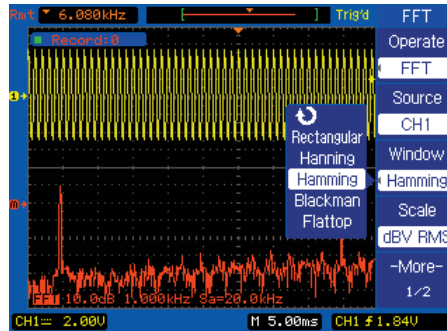 Rmt 6.080kHz Trig'd FFT
Record:0
Operate
FFT
Source
CH1
Window
Hamming
Scale
dBV RMS
-More-
1/2
Rectangular
Hanning
Hamming
Blackman
Flattop
1
m
FFT 10.0dB 1.000kHz Sa=20.0kHz
CH1 2.00V M 5.00ms CH1 1.84V